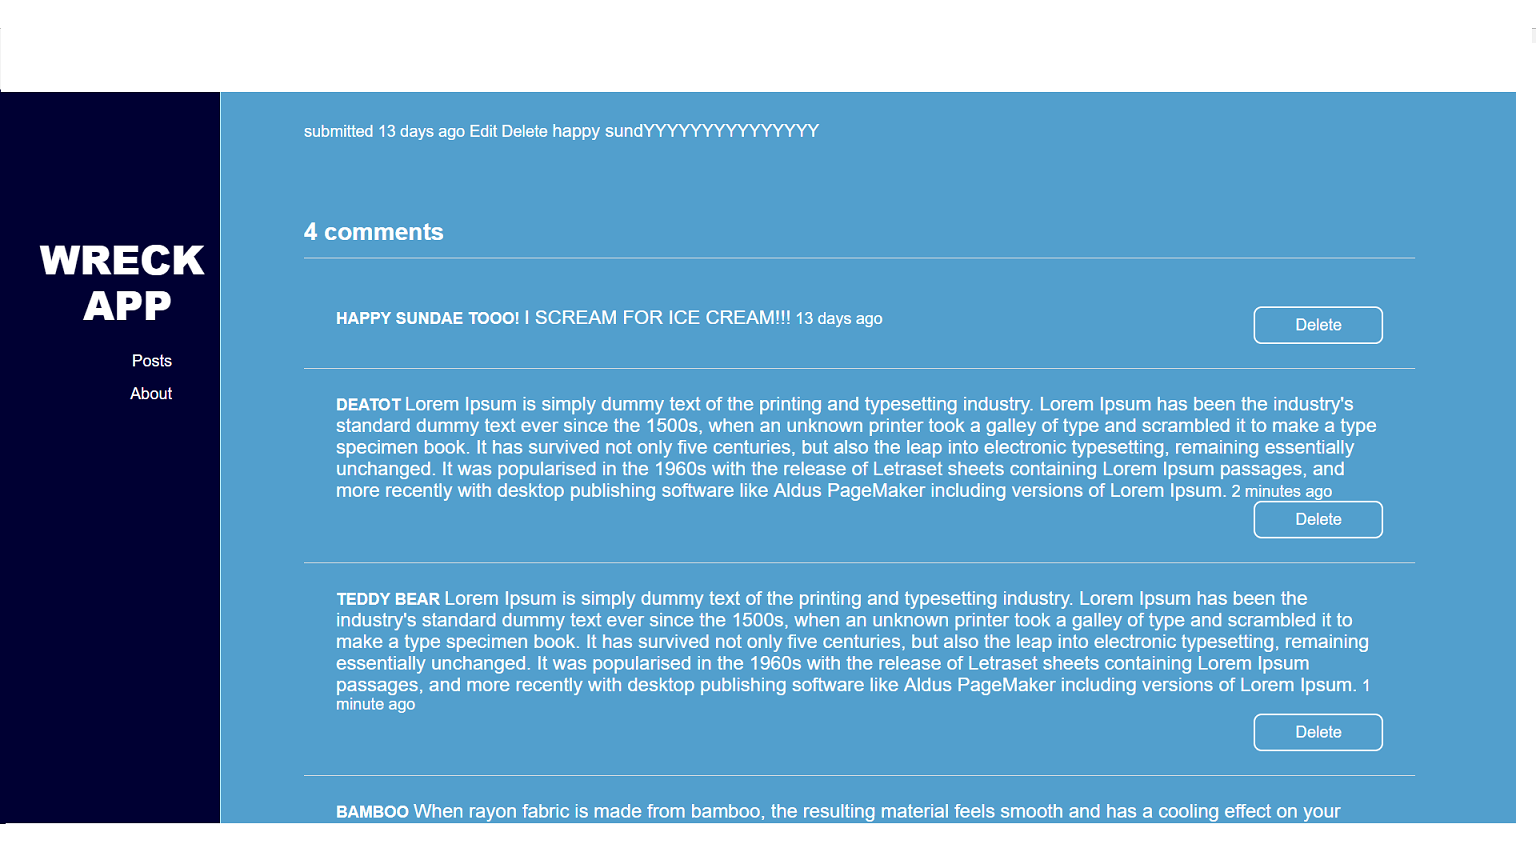 WRECK
APP
Posts
About
submitted 13 days ago Edit Delete happy sundYYYYYYYYYYYYYYY
4 comments
HAPPY SUNDAE TOOO! I SCREAM FOR ICE CREAM!!! 13 days ago
Delete
DEATOT Lorem Ipsum is simply dummy text of the printing and typesetting industry. Lorem Ipsum has been the industry's
standard dummy text ever since the 1500s, when an unknown printer took a galley of type and scrambled it to make a type
specimen book. It has survived not only five centuries, but also the leap into electronic typesetting, remaining essentially
unchanged. It was popularised in the 1960s with the release of Letraset sheets containing Lorem Ipsum passages, and
more recently with desktop publishing software like Aldus PageMaker including versions of Lorem Ipsum. 2 minutes ago
Delete
TEDDY BEAR Lorem Ipsum is simply dummy text of the printing and typesetting industry. Lorem Ipsum has been the
industry's standard dummy text ever since the 1500s, when an unknown printer took a galley of type and scrambled it to
make a type specimen book. It has survived not only five centuries, but also the leap into electronic typesetting, remaining
essentially unchanged. It was popularised in the 1960s with the release of Letraset sheets containing Lorem Ipsum
passages, and more recently with desktop publishing software like Aldus PageMaker including versions of Lorem Ipsum. 1
minute ago
Delete
BAMBOO When rayon fabric is made from bamboo, the resulting material feels smooth and has a cooling effect on your